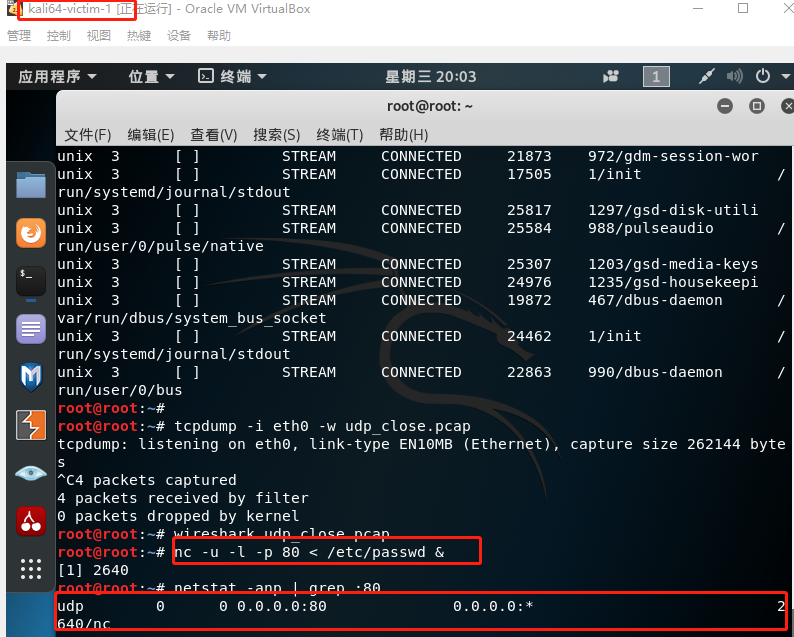 kali64-victim-1 [正在运行] - Oracle VM VirtualBox
管理 控制 视图 热键 设备 帮助
应用程序 位置 终端 星期三 20:03 1
root@root: ~
文件(F) 编辑(E) 查看(V) 搜索(S) 终端(T) 帮助(H)
unix 3 [ ] STREAM CONNECTED 21873 972/gdm-session-wor
unix 3 [ ] STREAM CONNECTED 17505 1/init /
run/systemd/journal/stdout
unix 3 [ ] STREAM CONNECTED 25817 1297/gsd-disk-utili
unix 3 [ ] STREAM CONNECTED 25584 988/pulseaudio /
run/user/0/pulse/native
unix 3 [ ] STREAM CONNECTED 25307 1203/gsd-media-keys
unix 3 [ ] STREAM CONNECTED 24976 1235/gsd-housekeepi
unix 3 [ ] STREAM CONNECTED 19872 467/dbus-daemon /
var/run/dbus/system_bus_socket
unix 3 [ ] STREAM CONNECTED 24462 1/init /
run/systemd/journal/stdout
unix 3 [ ] STREAM CONNECTED 22863 990/dbus-daemon /
run/user/0/bus
root@root:~#
root@root:~# tcpdump -i eth0 -w udp_close.pcap
tcpdump: listening on eth0, link-type EN10MB (Ethernet), capture size 262144 byte
s
^C4 packets captured
4 packets received by filter
0 packets dropped by kernel
root@root:~# wireshark udp_close.pcap
root@root:~# nc -u -l -p 80 < /etc/passwd &
[1] 2640
root@root:~# netstat -anp | grep :80
udp 0 0 0.0.0.0:80 0.0.0.0:* 2
640/nc